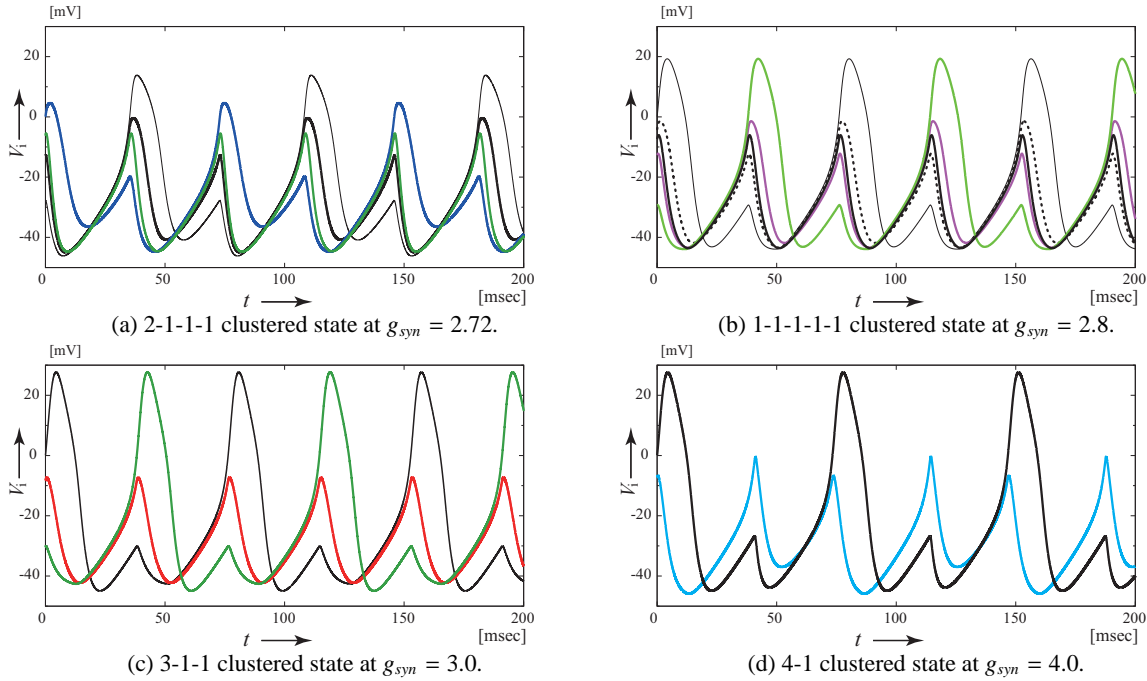 [mV]
20
0
-20
-40
V_i
0 50 100 150 200
t
[msec]
(a) 2-1-1-1 clustered state at g_syn = 2.72.
[mV]
20
0
-20
-40
V_i
0 50 100 150 200
t
[msec]
(b) 1-1-1-1-1 clustered state at g_syn = 2.8.
[mV]
20
0
-20
-40
V_i
0 50 100 150 200
t
[msec]
(c) 3-1-1 clustered state at g_syn = 3.0.
[mV]
20
0
-20
-40
V_i
0 50 100 150 200
t
[msec]
(d) 4-1 clustered state at g_syn = 4.0.